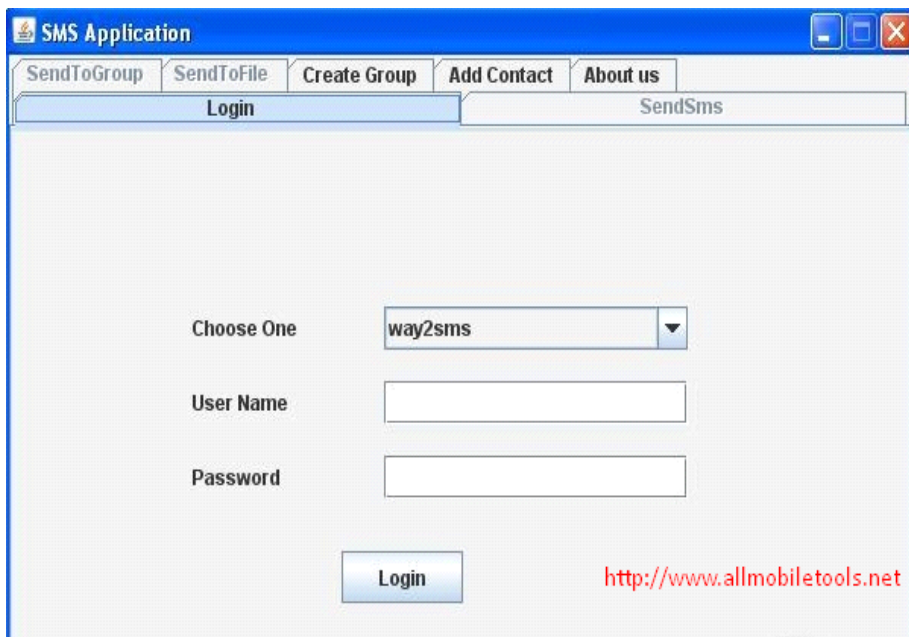 SMS Application
SendToGroup SendToFile Create Group Add Contact About us
Login SendSms
Choose One way2sms
User Name
Password
Login http://www.allmobiletools.net